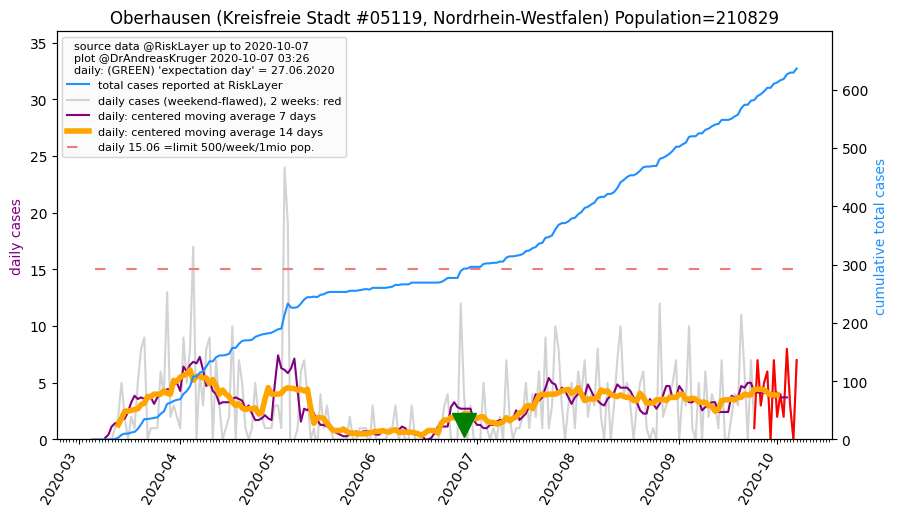 Oberhausen (Kreisfreie Stadt #05119, Nordrhein-Westfalen) Population=210829
source data @RiskLayer up to 2020-10-07
plot @DrAndreasKruger 2020-10-07 03:26
daily: (GREEN) 'expectation day' = 27.06.2020
total cases reported at RiskLayer
daily cases (weekend-flawed), 2 weeks: red
daily: centered moving average 7 days
daily: centered moving average 14 days
daily 15.06 =limit 500/week/1mio pop.
daily cases
35
30
25
20
15
10
5
0
cumulative total cases
600
500
400
300
200
100
0
2020-03
2020-04
2020-05
2020-06
2020-07
2020-08
2020-09
2020-10